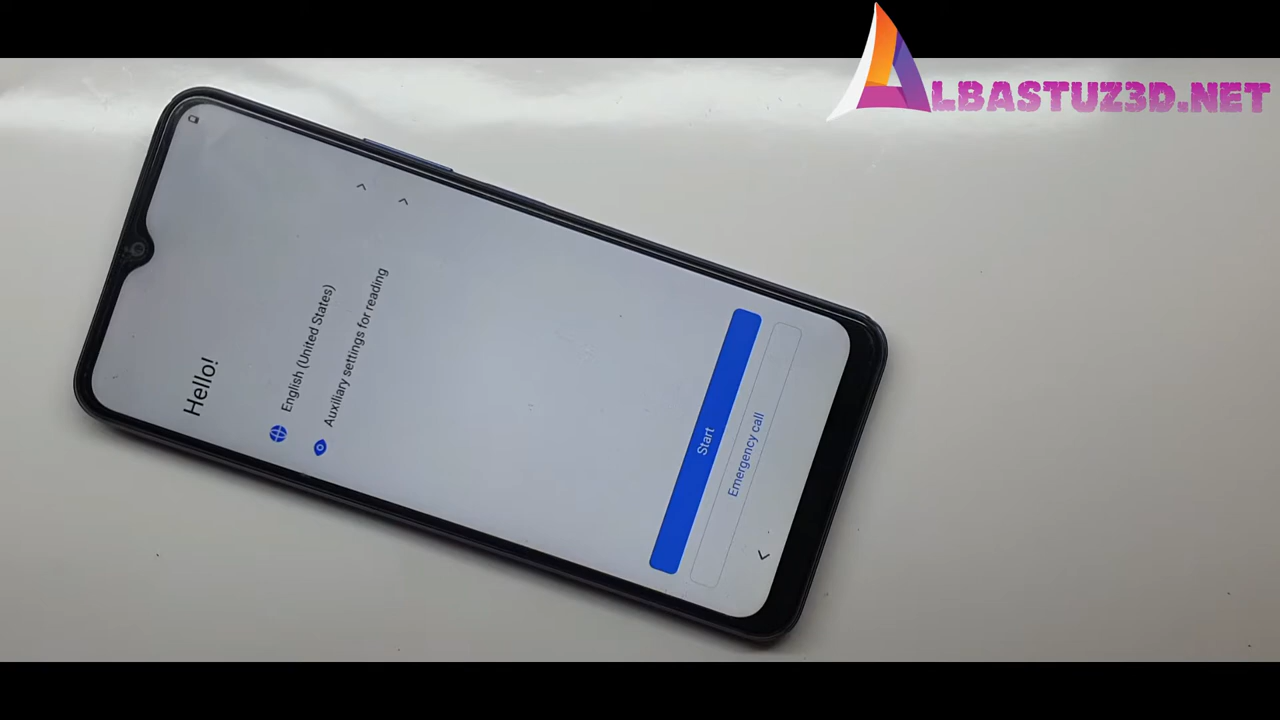 ALBASTUZ3D.NET
Hello!
English (United States)
Auxiliary settings for reading
Start
Emergency call